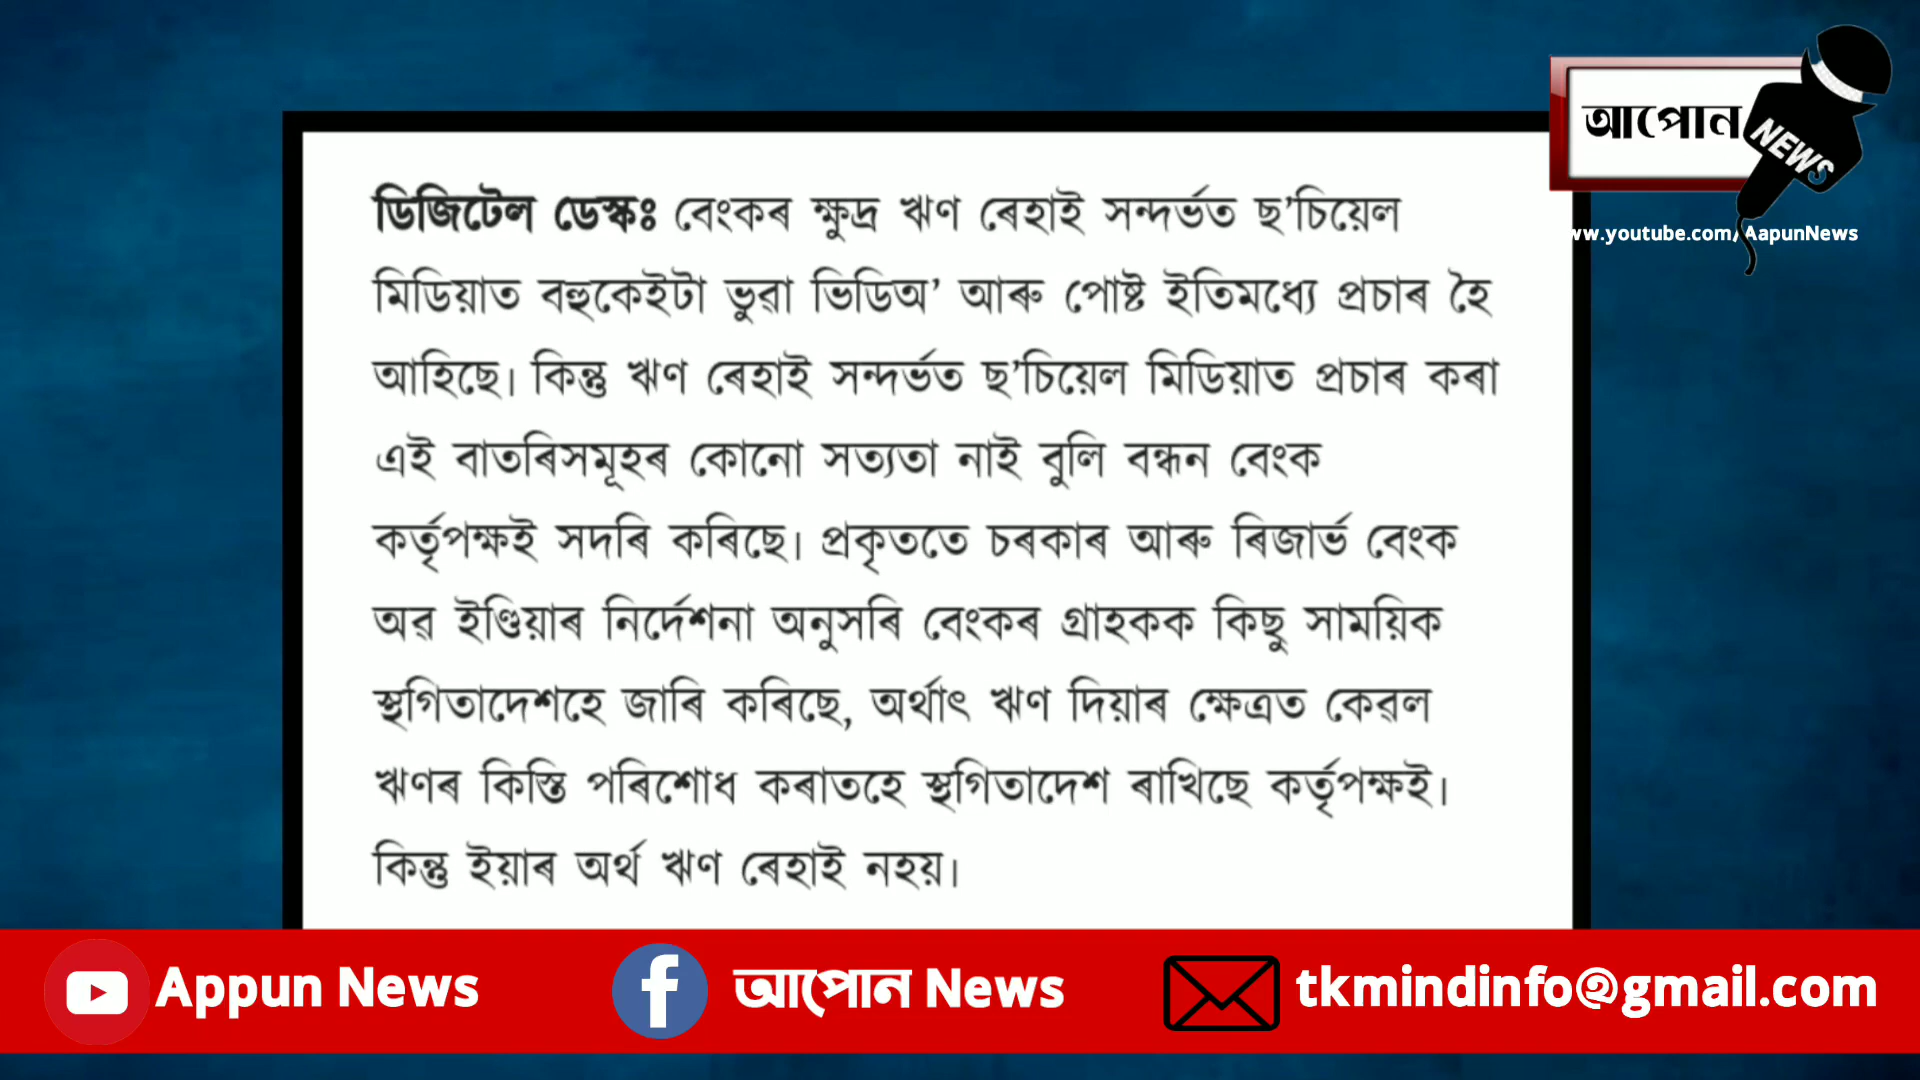 আপোন NEWS
ww.youtube.com/AapunNews
ডিজিটেল ডেস্কঃ বেংকৰ ক্ষুদ্ৰ ঋণ ৰেহাই সন্দৰ্ভত ছ’চিয়েল
মিডিয়াত বহুকেইটা ভুৱা ভিডিঅ’ আৰু পোষ্ট ইতিমধ্যে প্ৰচাৰ হৈ
আহিছে। কিন্তু ঋণ ৰেহাই সন্দৰ্ভত ছ’চিয়েল মিডিয়াত প্ৰচাৰ কৰা
এই বাতৰিসমূহৰ কোনো সত্যতা নাই বুলি বন্ধন বেংক
কৰ্তৃপক্ষই সদৰি কৰিছে। প্ৰকৃততে চৰকাৰ আৰু ৰিজাৰ্ভ বেংক
অৱ ইণ্ডিয়াৰ নিৰ্দেশনা অনুসৰি বেংকৰ গ্ৰাহকক কিছু সাময়িক
স্থগিতাদেশহে জাৰি কৰিছে, অৰ্থাৎ ঋণ দিয়াৰ ক্ষেত্ৰত কেৱল
ঋণৰ কিস্তি পৰিশোধ কৰাতহে স্থগিতাদেশ ৰাখিছে কৰ্তৃপক্ষই।
কিন্তু ইয়াৰ অৰ্থ ঋণ ৰেহাই নহয়।
Appun News
আপোন News
tkmindinfo@gmail.com